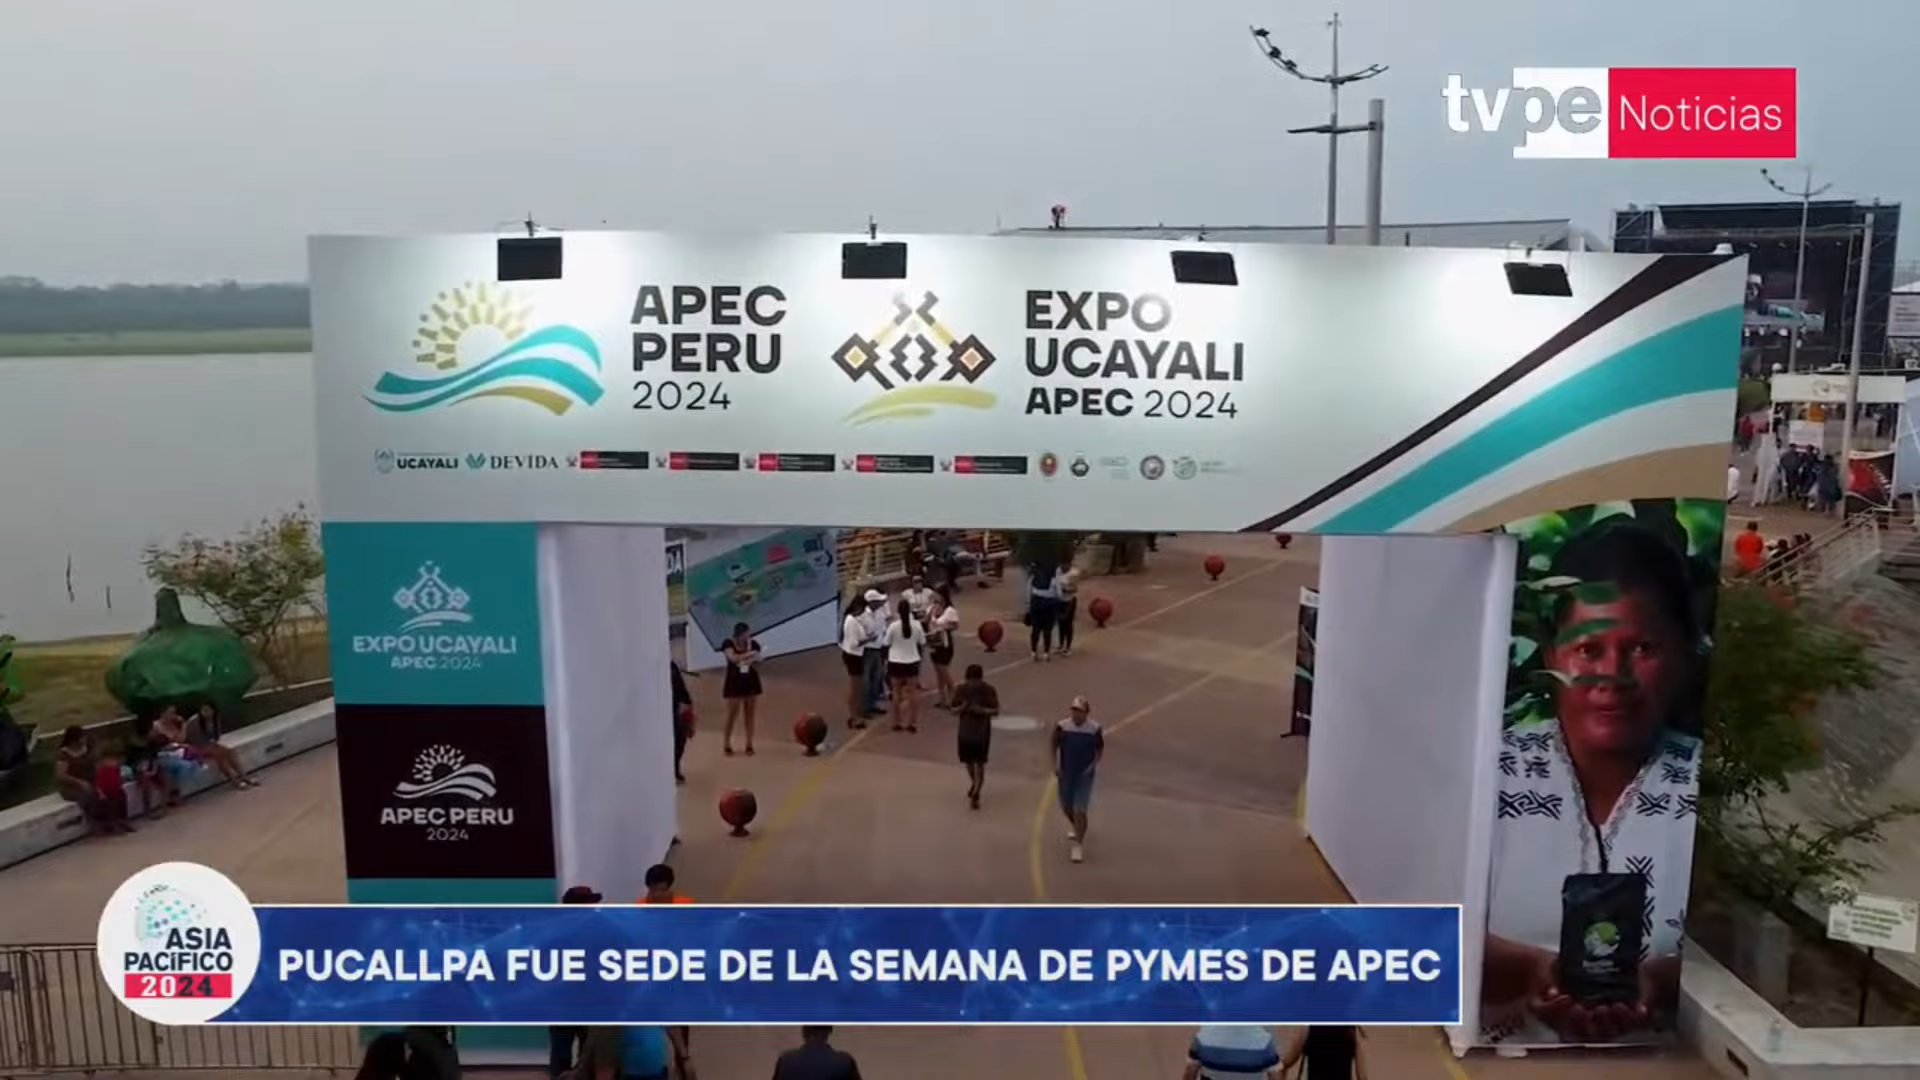 tvpe Noticias
APEC
PERU
2024
EXPO
UCAYALI
APEC 2024
UCAYALI
DEVIDA
EXPO UCAYALI
APEC 2024
APEC PERU
2024
ASIA
PACÍFICO
2024
PUCALLPA FUE SEDE DE LA SEMANA DE PYMES DE APEC